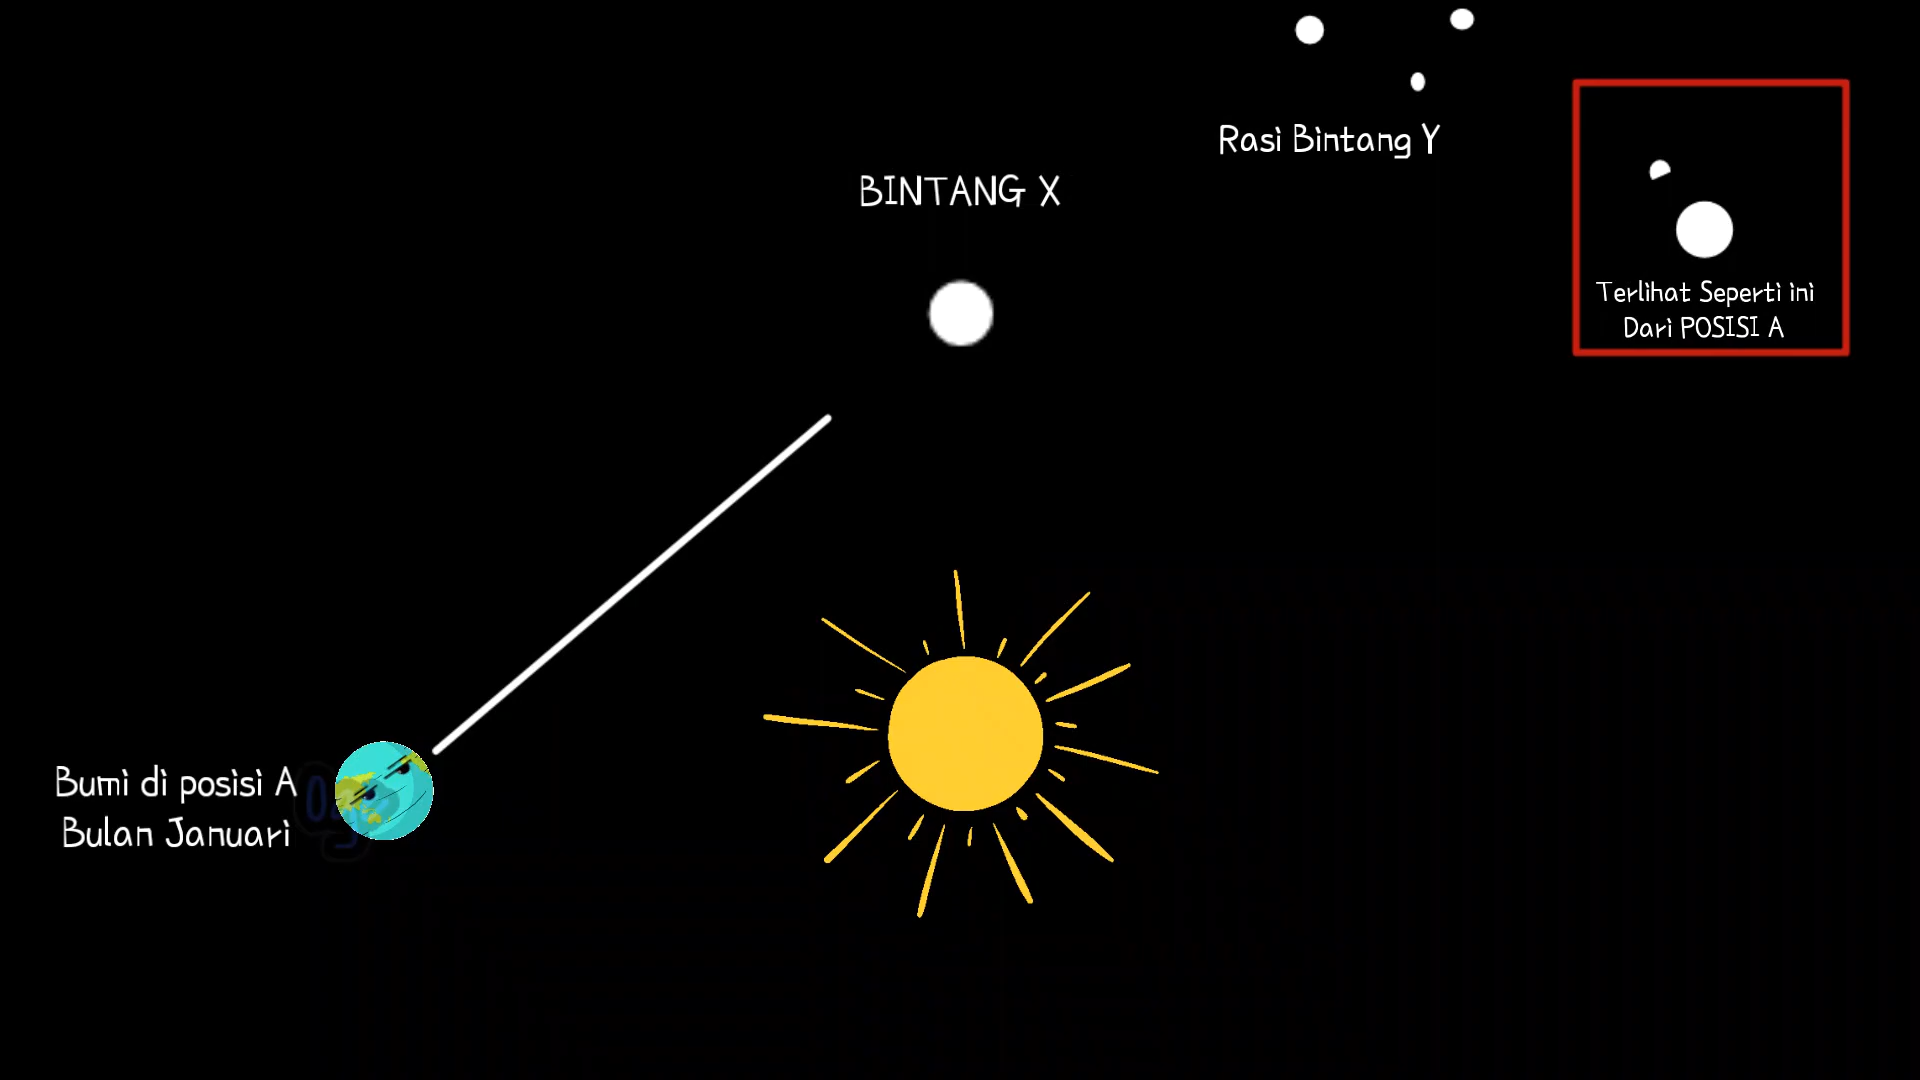 Rasi Bintang Y
BINTANG X
Terlihat Seperti ini
Dari POSISI A
Bumi di posisi A
Bulan Januari